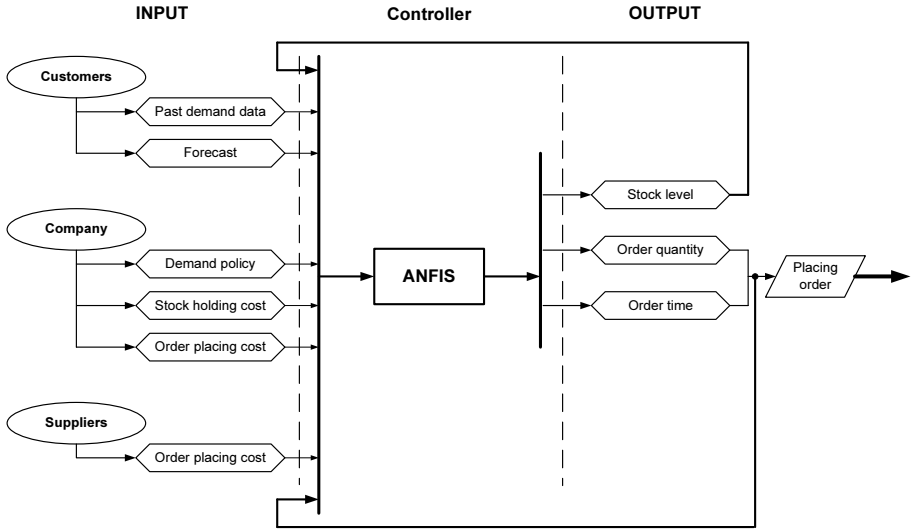 INPUT
Controller
OUTPUT
Customers
Past demand data
Forecast
Company
Demand policy
Stock holding cost
Order placing cost
Suppliers
Order placing cost
ANFIS
Stock level
Order quantity
Order time
Placing
order